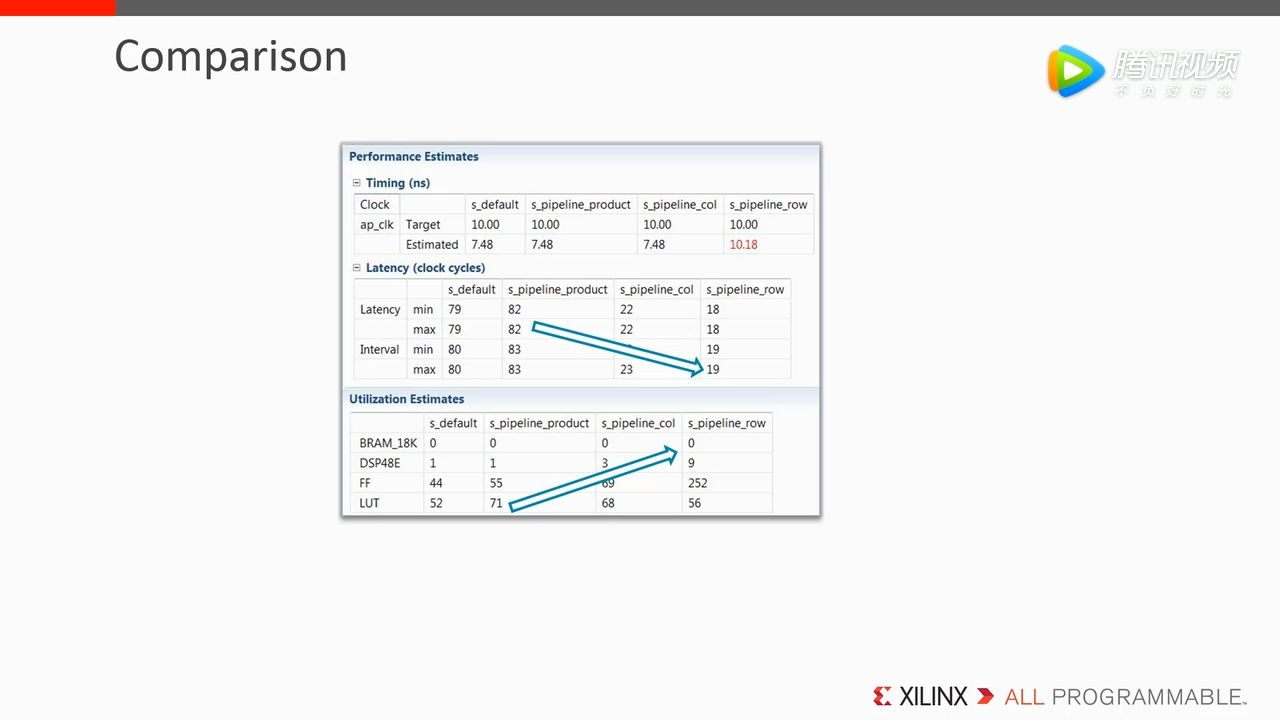 Comparison
腾讯视频
不负好时光
Performance Estimates
Timing (ns)
Clock s_default s_pipeline_product s_pipeline_col s_pipeline_row
ap_clk Target 10.00 10.00 10.00 10.00
Estimated 7.48 7.48 7.48 10.18
Latency (clock cycles)
s_default s_pipeline_product s_pipeline_col s_pipeline_row
Latency min 79 82 22 18
max 79 82 22 18
Interval min 80 83 19
max 80 83 23 19
Utilization Estimates
s_default s_pipeline_product s_pipeline_col s_pipeline_row
BRAM_18K 0 0 0 0
DSP48E 1 1 3 9
FF 44 55 69 252
LUT 52 71 68 56
XILINX ALL PROGRAMMABLE™